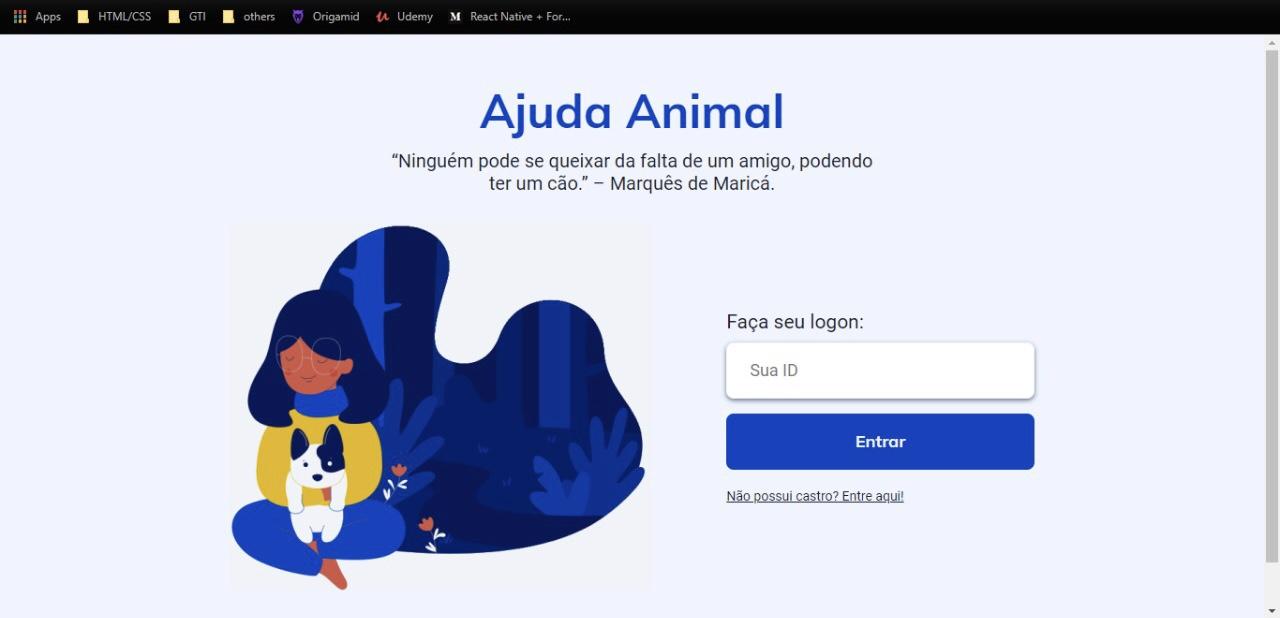 Apps HTML/CSS GTI others Origamid Udemy React Native + For...
Ajuda Animal
“Ninguém pode se queixar da falta de um amigo, podendo
ter um cão.” – Marquês de Maricá.
Faça seu logon:
Sua ID
Entrar
Não possui castro? Entre aqui!